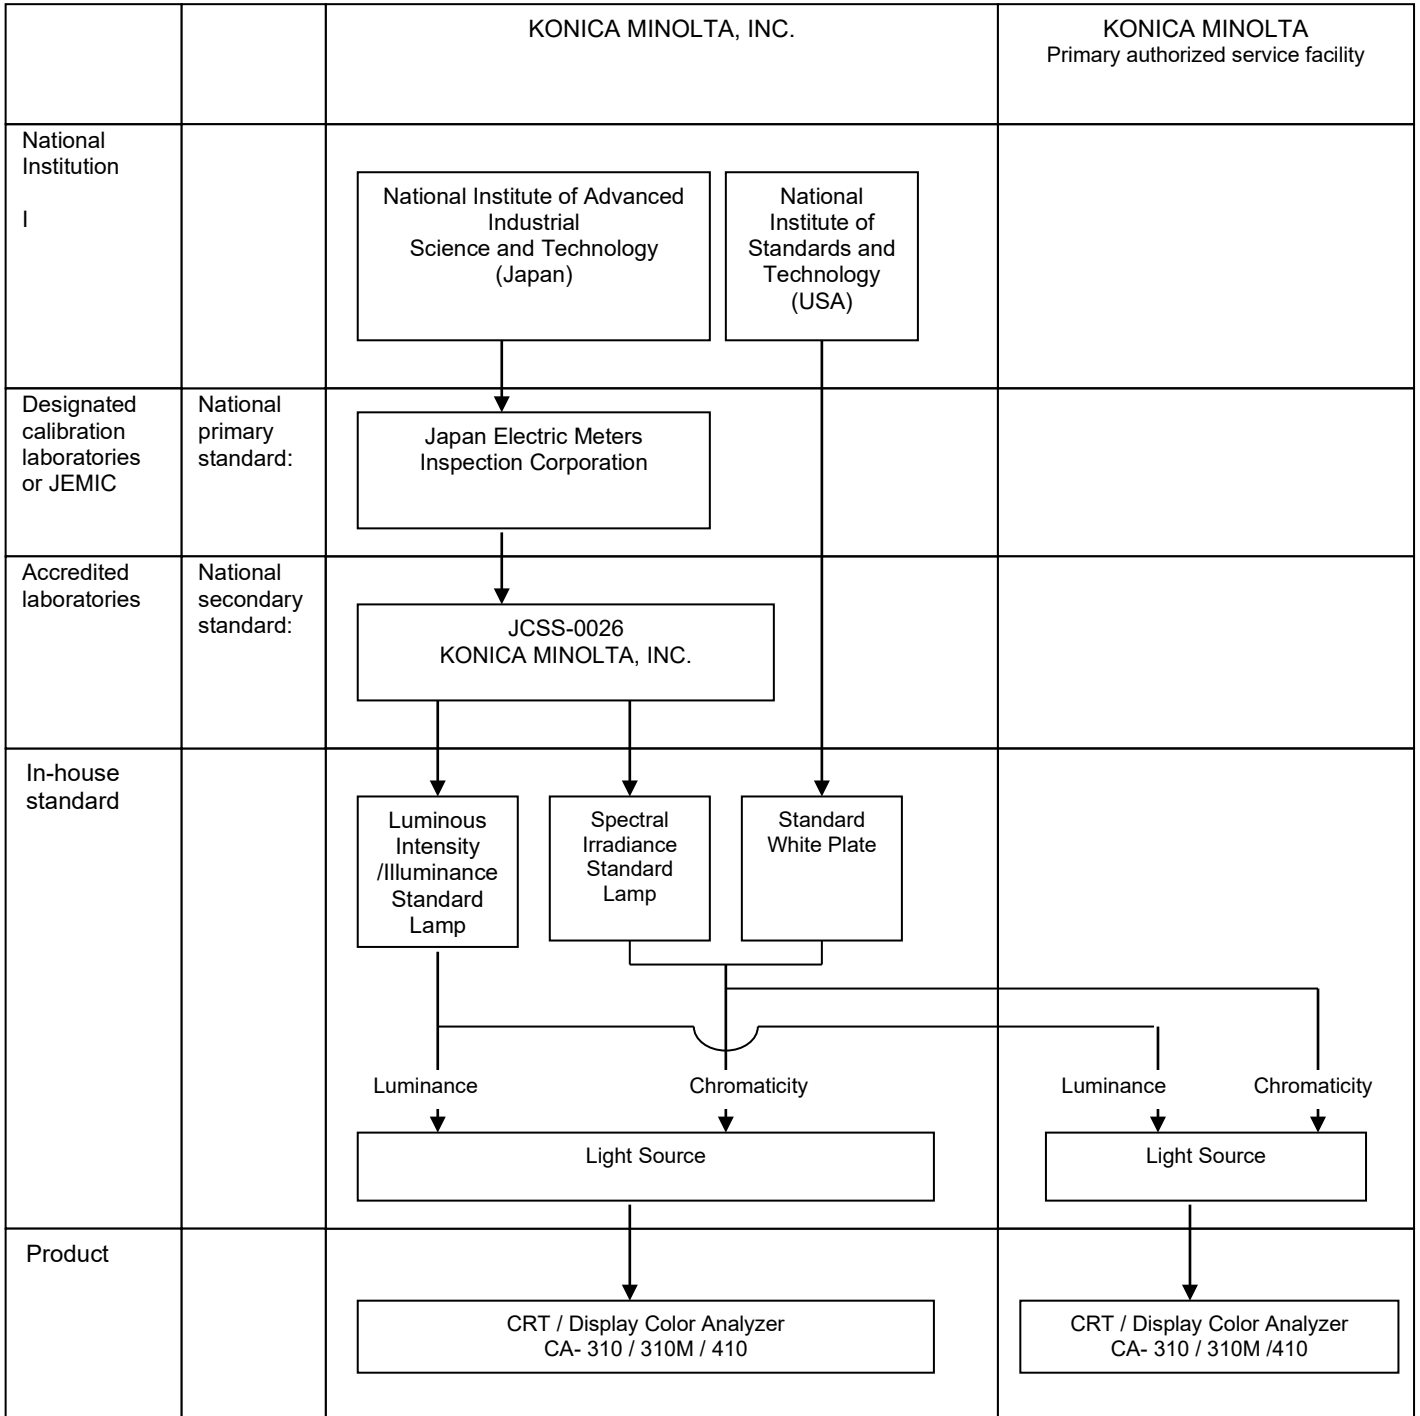 KONICA MINOLTA, INC.
KONICA MINOLTA
Primary authorized service facility
National
Institution
I
National Institute of Advanced
Industrial
Science and Technology
(Japan)
National
Institute of
Standards and
Technology
(USA)
Designated
calibration
laboratories
or JEMIC
National
primary
standard:
Japan Electric Meters
Inspection Corporation
Accredited
laboratories
National
secondary
standard:
JCSS-0026
KONICA MINOLTA, INC.
In-house
standard
Luminous
Intensity
/Illuminance
Standard
Lamp
Spectral
Irradiance
Standard
Lamp
Standard
White Plate
Luminance
Chromaticity
Luminance
Chromaticity
Light Source
Light Source
Product
CRT / Display Color Analyzer
CA- 310 / 310M / 410
CRT / Display Color Analyzer
CA- 310 / 310M /410